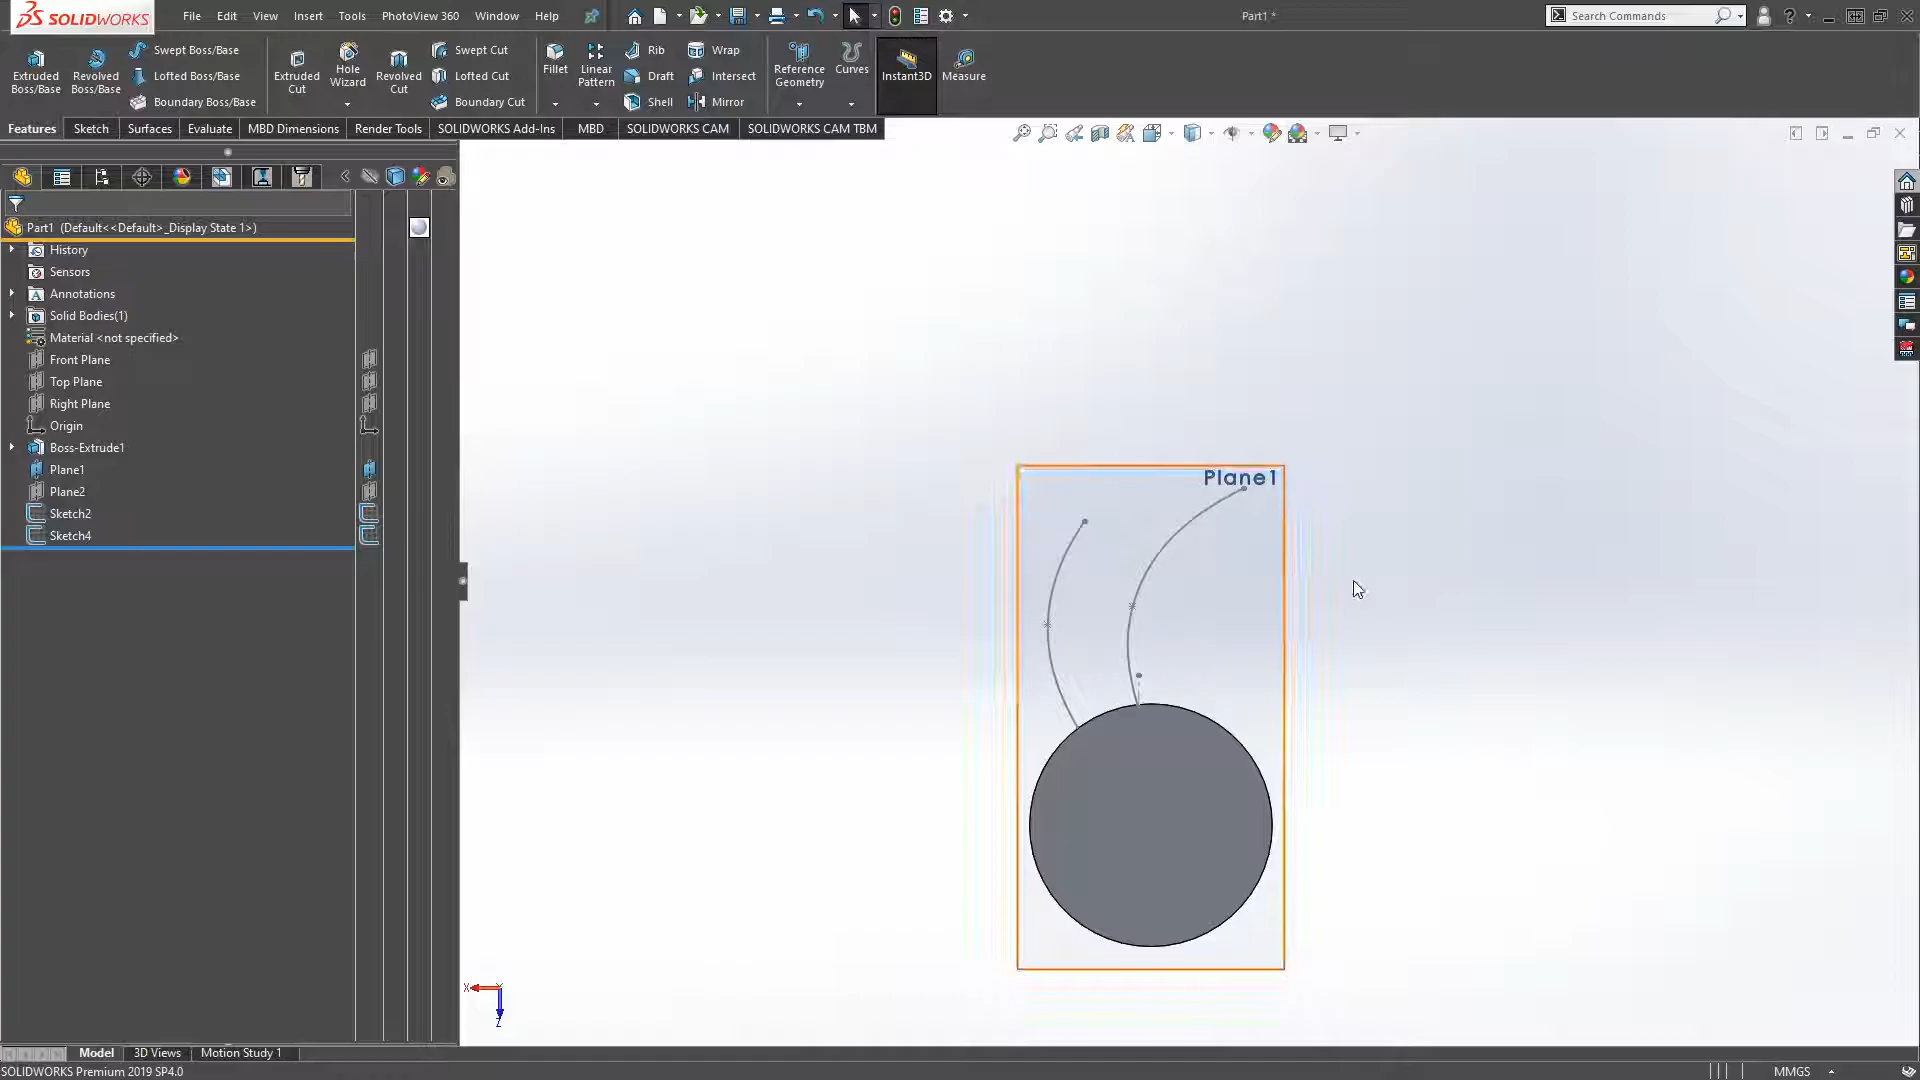 SOLIDWORKS
File Edit View Insert Tools PhotoView 360 Window Help
Part1 *
Search Commands
Extruded Boss/Base
Revolved Boss/Base
Swept Boss/Base
Lofted Boss/Base
Boundary Boss/Base
Extruded Cut
Hole Wizard
Revolved Cut
Swept Cut
Lofted Cut
Boundary Cut
Fillet
Linear Pattern
Rib
Draft
Shell
Wrap
Intersect
Mirror
Reference Geometry
Curves
Instant3D
Measure
Features Sketch Surfaces Evaluate MBD Dimensions Render Tools SOLIDWORKS Add-Ins MBD SOLIDWORKS CAM SOLIDWORKS CAM TBM
Part1 (Default<<Default>_Display State 1>)
History
Sensors
Annotations
Solid Bodies(1)
Material <not specified>
Front Plane
Top Plane
Right Plane
Origin
Boss-Extrude1
Plane1
Plane2
Sketch2
Sketch4
Plane1
X
Z
Model 3D Views Motion Study 1
SOLIDWORKS Premium 2019 SP4.0
MMGS